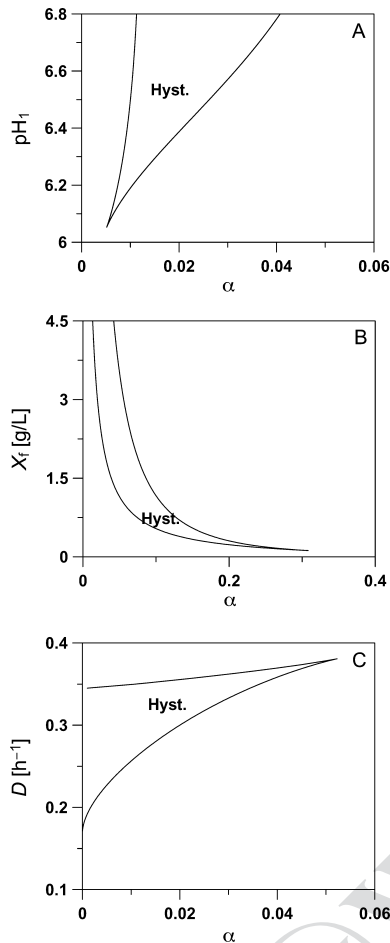 A
6.8
6.6
6.4
6.2
6
pH₁
Hyst.
0 0.02 0.04 0.06
α
B
4.5
3
1.5
0
Xf [g/L]
Hyst.
0 0.2 0.4
α
C
0.4
0.3
0.2
0.1
D [h⁻¹]
Hyst.
0 0.02 0.04 0.06
α